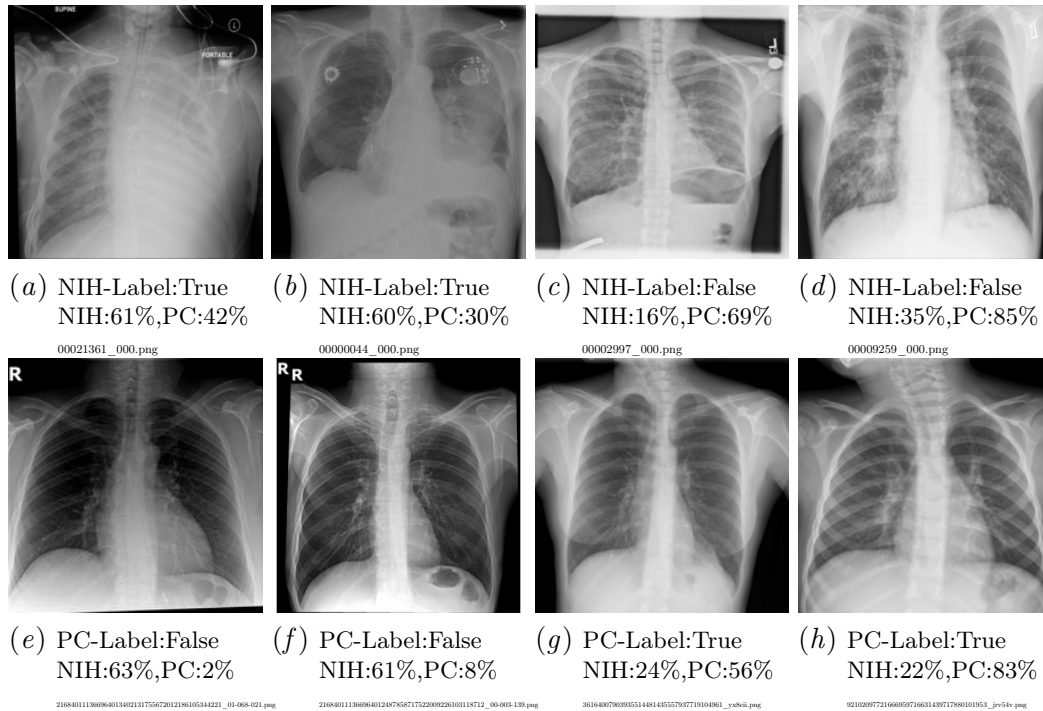 SUPINE
L
PORTABLE
L
(a) NIH-Label:True
NIH:61%,PC:42%
00021361_000.png
(b) NIH-Label:True
NIH:60%,PC:30%
00000044_000.png
(c) NIH-Label:False
NIH:16%,PC:69%
00002997_000.png
(d) NIH-Label:False
NIH:35%,PC:85%
00009259_000.png
R
R R
(e) PC-Label:False
NIH:63%,PC:2%
(f) PC-Label:False
NIH:61%,PC:8%
(g) PC-Label:True
NIH:24%,PC:56%
(h) PC-Label:True
NIH:22%,PC:83%